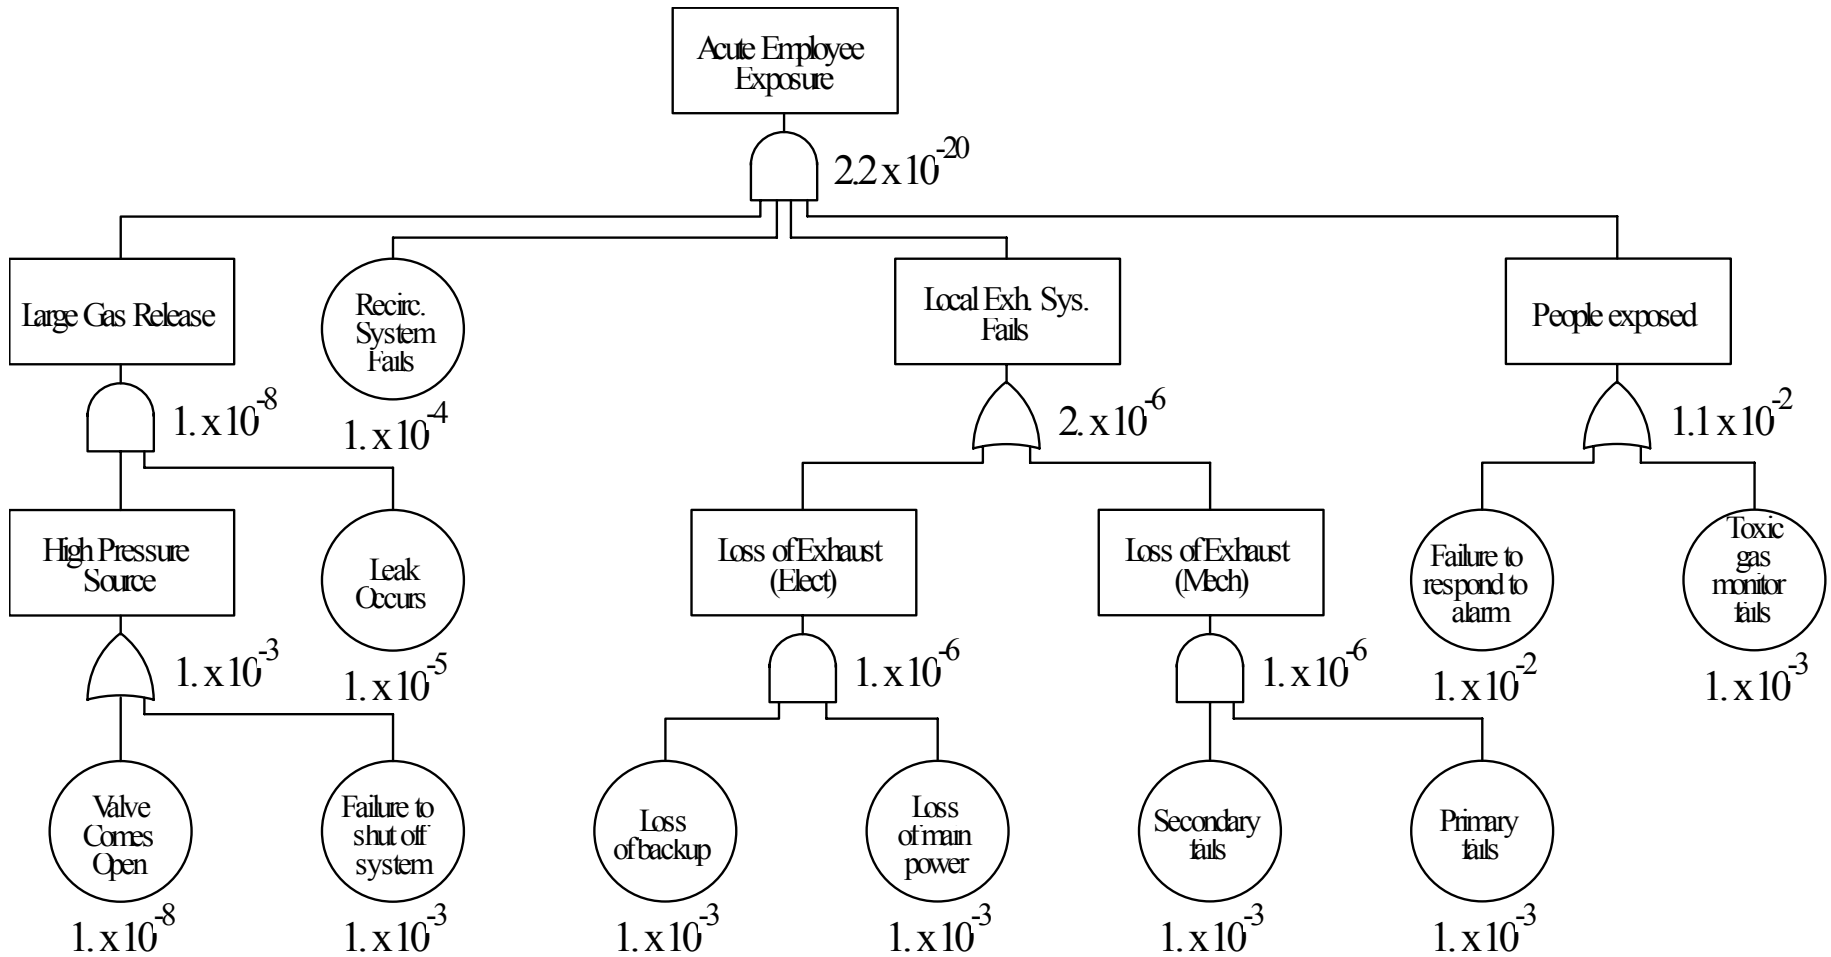 Acute Employee
Exposure
2.2 x 10-20
Large Gas Release
Recirc.
System
Fails
Local Exh. Sys.
Fails
People exposed
1. x 10-8
1. x 10-4
2. x 10-6
1.1 x 10-2
High Pressure
Source
Leak
Occurs
Loss of Exhaust
(Elect)
Loss of Exhaust
(Mech)
Failure to
respond to
alarm
Toxic
gas
monitor
fails
1. x 10-3
1. x 10-5
1. x 10-6
1. x 10-6
1. x 10-2
1. x 10-3
Valve
Comes
Open
Failure to
shut off
system
Loss
of backup
Loss
of main
power
Secondary
fails
Primary
fails
1. x 10-8
1. x 10-3
1. x 10-3
1. x 10-3
1. x 10-3
1. x 10-3